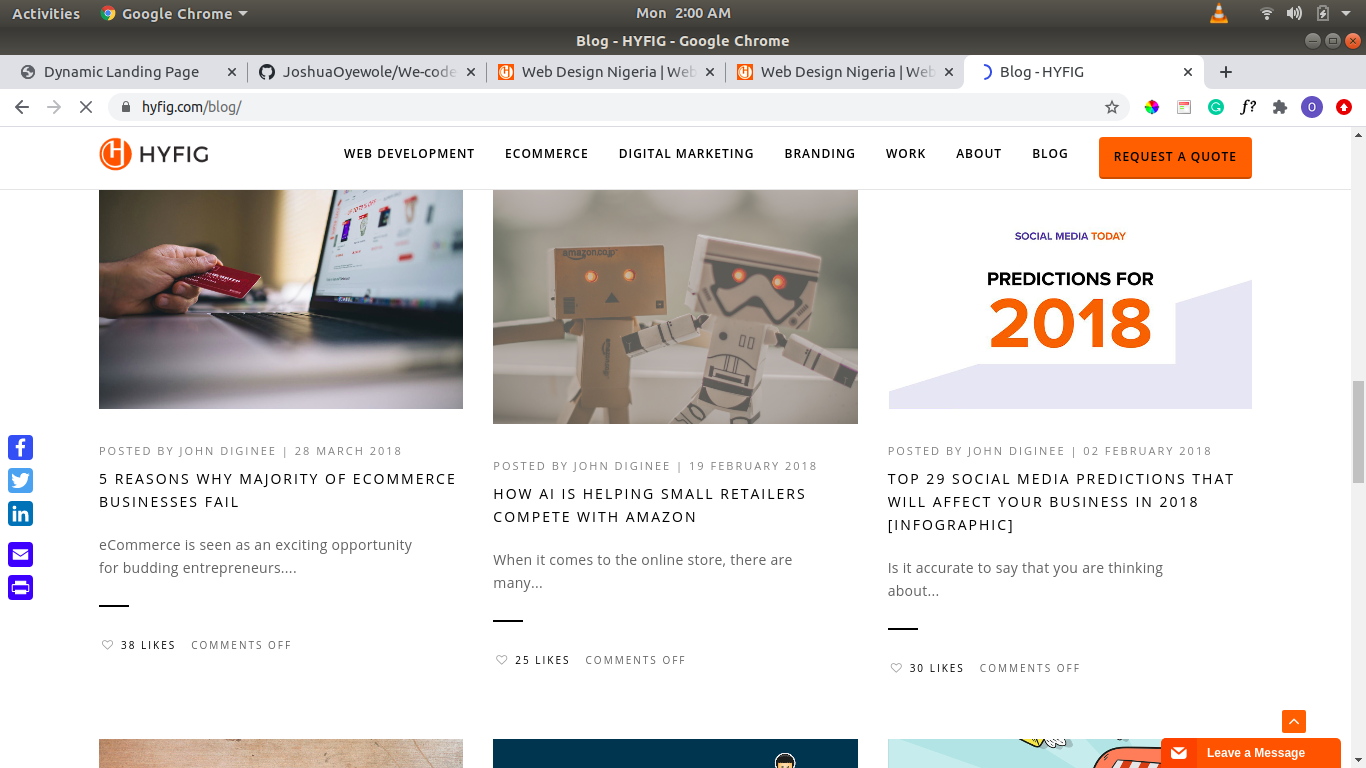 Activities Google Chrome Mon 2:00 AM
Blog - HYFIG - Google Chrome
Dynamic Landing Page JoshuaOyewole/We-code Web Design Nigeria | Web Web Design Nigeria | Web Blog - HYFIG
hyfig.com/blog/ f? O
HYFIG WEB DEVELOPMENT ECOMMERCE DIGITAL MARKETING BRANDING WORK ABOUT BLOG REQUEST A QUOTE
amazon.co.jp
SOCIAL MEDIA TODAY
PREDICTIONS FOR
2018
POSTED BY JOHN DIGINEE | 28 MARCH 2018
5 REASONS WHY MAJORITY OF ECOMMERCE
BUSINESSES FAIL
eCommerce is seen as an exciting opportunity
for budding entrepreneurs....
38 LIKES COMMENTS OFF
POSTED BY JOHN DIGINEE | 19 FEBRUARY 2018
HOW AI IS HELPING SMALL RETAILERS
COMPETE WITH AMAZON
When it comes to the online store, there are
many...
25 LIKES COMMENTS OFF
POSTED BY JOHN DIGINEE | 02 FEBRUARY 2018
TOP 29 SOCIAL MEDIA PREDICTIONS THAT
WILL AFFECT YOUR BUSINESS IN 2018
[INFOGRAPHIC]
Is it accurate to say that you are thinking
about...
30 LIKES COMMENTS OFF
Leave a Message